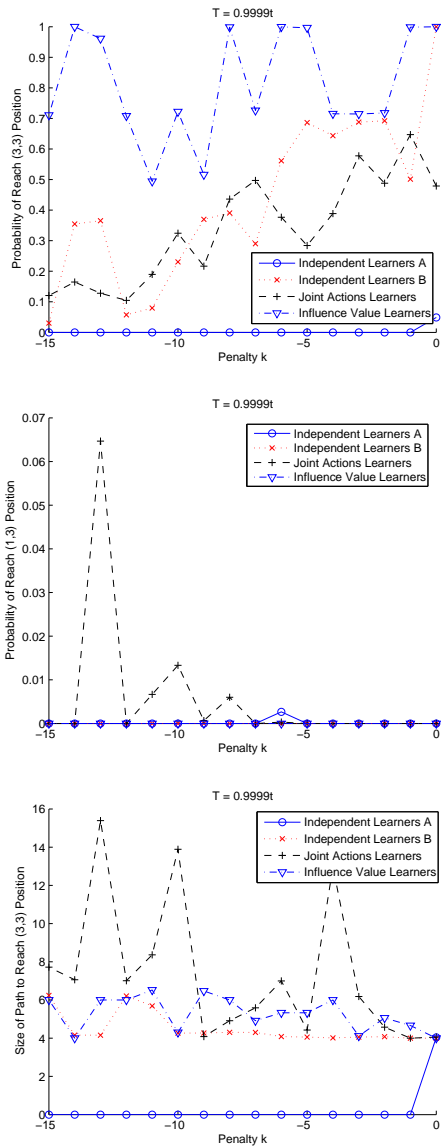 T = 0.9999t
1
0.9
0.8
0.7
0.6
0.5
0.4
0.3
0.2
0.1
0
Probability of Reach (3,3) Position
Independent Learners A
Independent Learners B
Joint Actions Learners
Influence Value Learners
−15
−10
−5
0
Penalty k
T = 0.9999t
0.07
0.06
0.05
0.04
0.03
0.02
0.01
0
Probability of Reach (1,3) Position
Independent Learners A
Independent Learners B
Joint Actions Learners
Influence Value Learners
−15
−10
−5
0
Penalty k
T = 0.9999t
16
14
12
10
8
6
4
2
0
Size of Path to Reach (3,3) Position
Independent Learners A
Independent Learners B
Joint Actions Learners
Influence Value Learners
−15
−10
−5
0
Penalty k